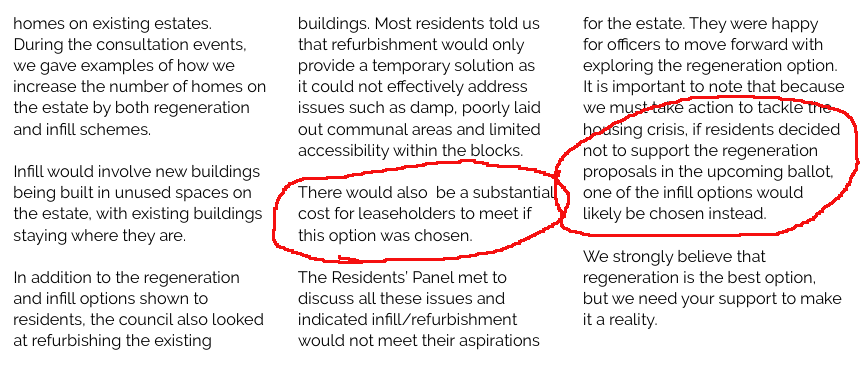 homes on existing estates.
During the consultation events,
we gave examples of how we
increase the number of homes on
the estate by both regeneration
and infill schemes.
Infill would involve new buildings
being built in unused spaces on
the estate, with existing buildings
staying where they are.
In addition to the regeneration
and infill options shown to
residents, the council also looked
at refurbishing the existing
buildings. Most residents told us
that refurbishment would only
provide a temporary solution as
it could not effectively address
issues such as damp, poorly laid
out communal areas and limited
accessibility within the blocks.
There would also be a substantial
cost for leaseholders to meet if
this option was chosen.
The Residents' Panel met to
discuss all these issues and
indicated infill/refurbishment
would not meet their aspirations
for the estate. They were happy
for officers to move forward with
exploring the regeneration option.
It is important to note that because
we must take action to tackle the
housing crisis, if residents decided
not to support the regeneration
proposals in the upcoming ballot,
one of the infill options would
likely be chosen instead.
We strongly believe that
regeneration is the best option,
but we need your support to make
it a reality.